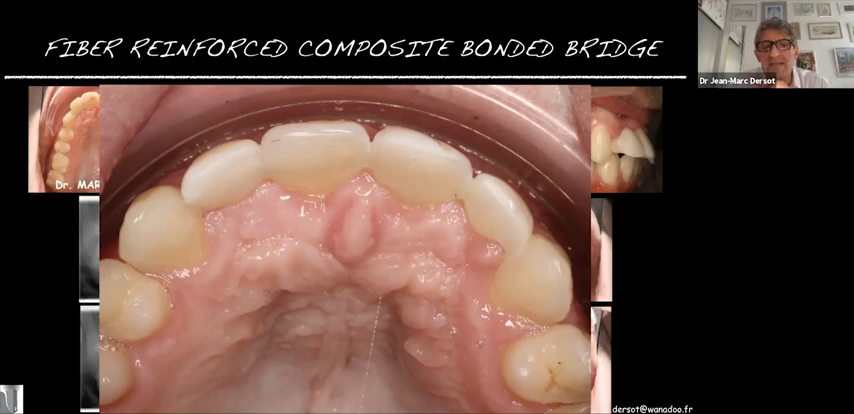 FIBER REINFORCED COMPOSITE BONDED BRIDGE
Dr Jean-Marc Dersot
Dr. MAR
dersot@wanadoo.fr